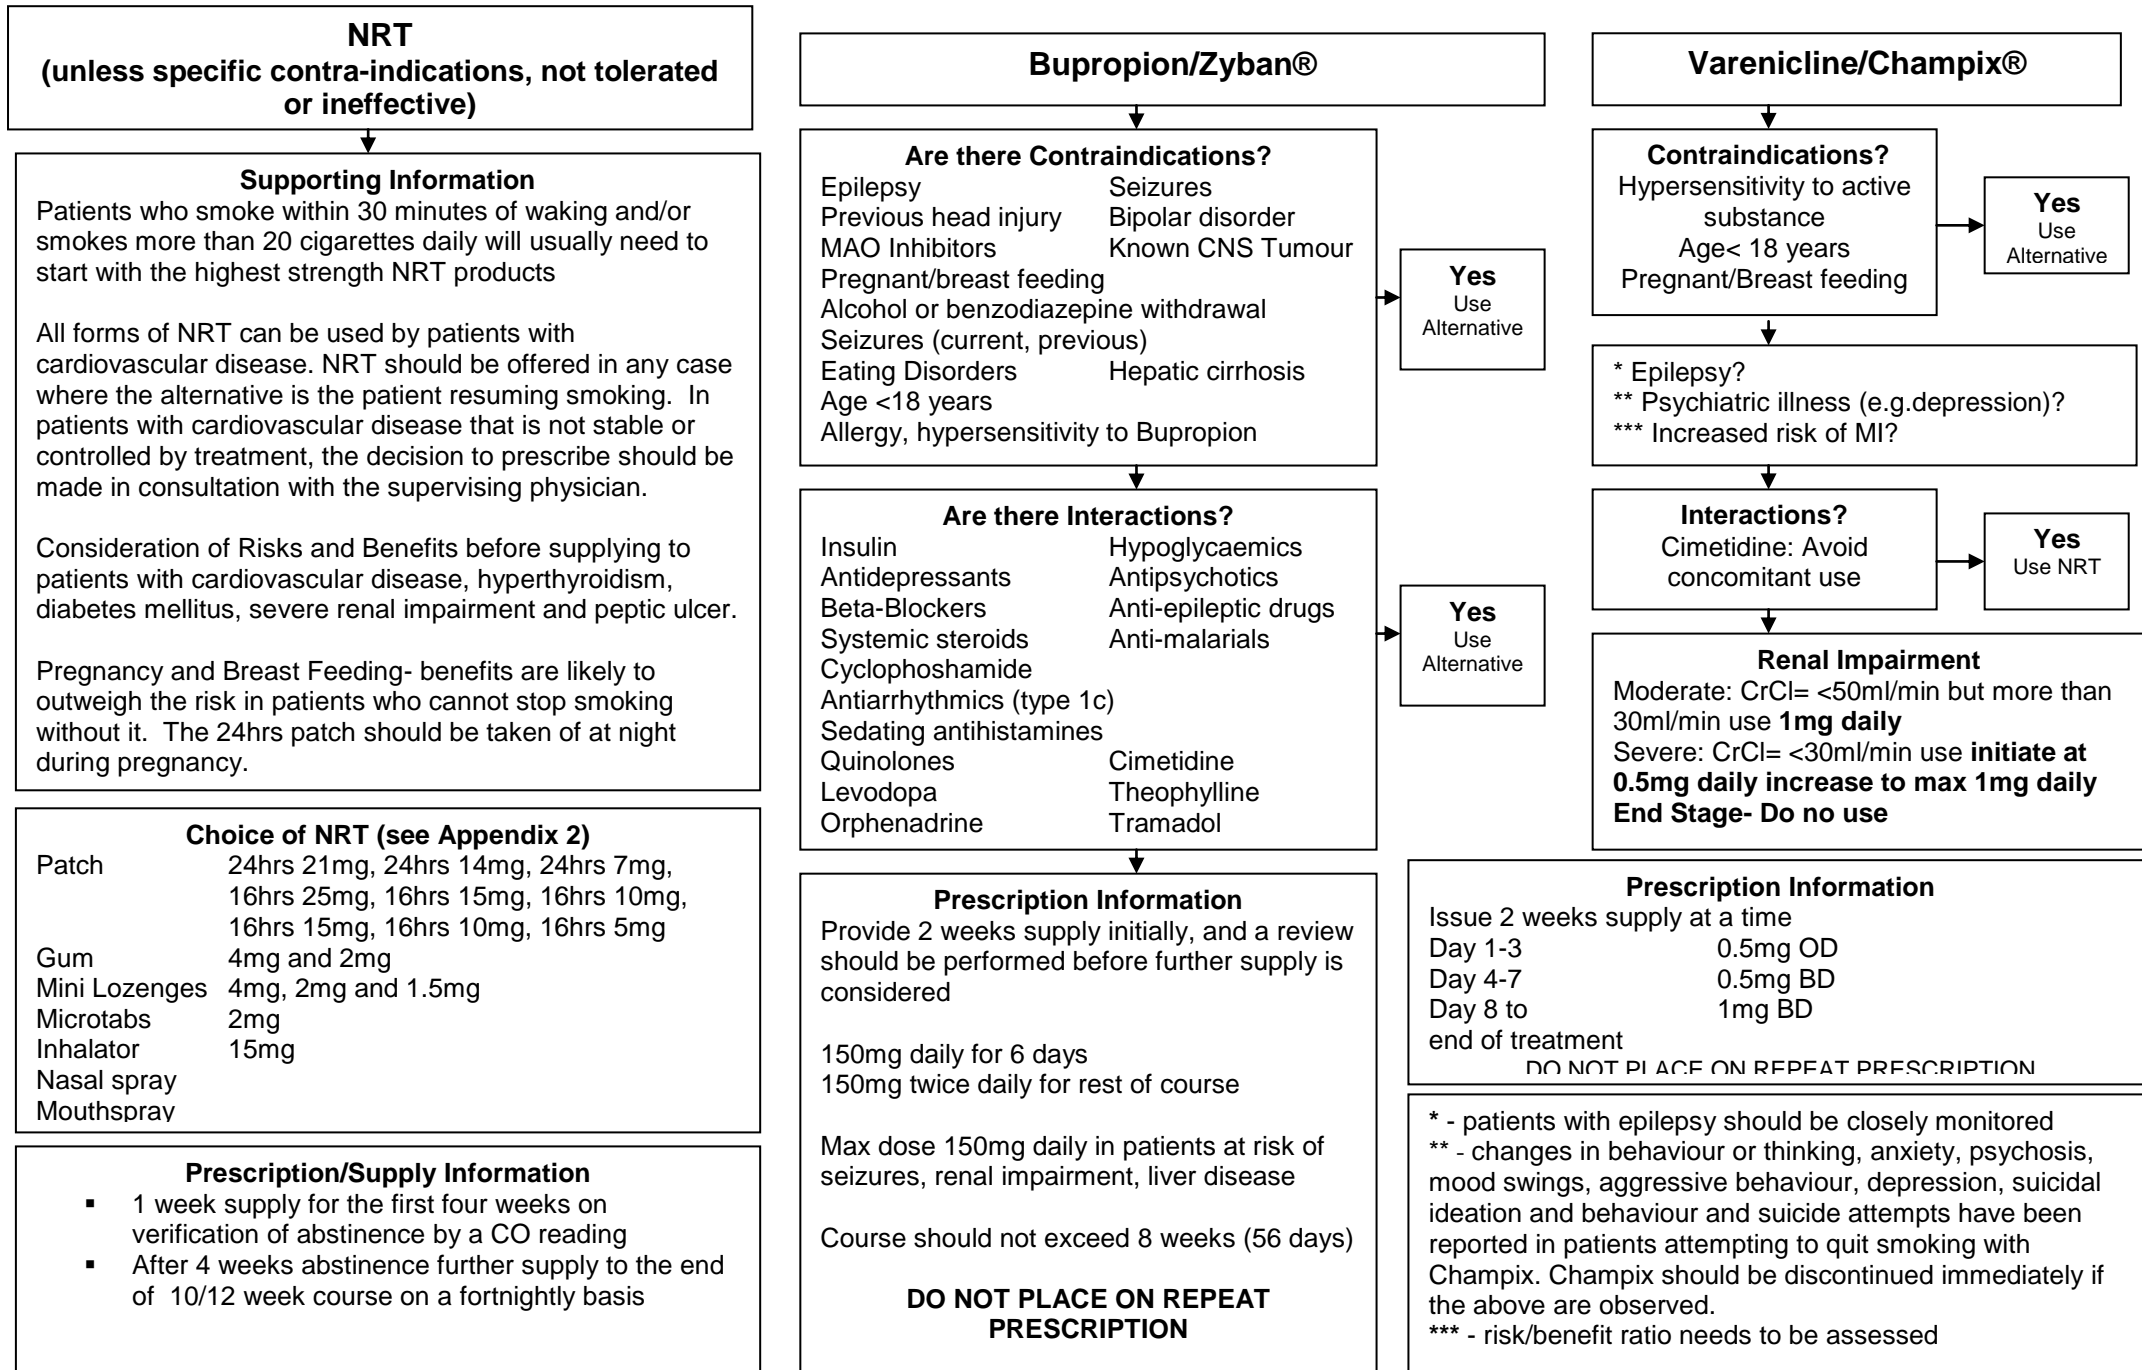 NRT
(unless specific contra-indications, not tolerated
or ineffective)
Supporting Information
Patients who smoke within 30 minutes of waking and/or
smokes more than 20 cigarettes daily will usually need to
start with the highest strength NRT products
All forms of NRT can be used by patients with
cardiovascular disease. NRT should be offered in any case
where the alternative is the patient resuming smoking. In
patients with cardiovascular disease that is not stable or
controlled by treatment, the decision to prescribe should be
made in consultation with the supervising physician.
Consideration of Risks and Benefits before supplying to
patients with cardiovascular disease, hyperthyroidism,
diabetes mellitus, severe renal impairment and peptic ulcer.
Pregnancy and Breast Feeding- benefits are likely to
outweigh the risk in patients who cannot stop smoking
without it. The 24hrs patch should be taken of at night
during pregnancy.
Choice of NRT (see Appendix 2)
Patch 24hrs 21mg, 24hrs 14mg, 24hrs 7mg,
16hrs 25mg, 16hrs 15mg, 16hrs 10mg,
16hrs 15mg, 16hrs 10mg, 16hrs 5mg
Gum 4mg and 2mg
Mini Lozenges 4mg, 2mg and 1.5mg
Microtabs 2mg
Inhalator 15mg
Nasal spray
Mouthspray
Prescription/Supply Information
▪ 1 week supply for the first four weeks on
verification of abstinence by a CO reading
▪ After 4 weeks abstinence further supply to the end
of 10/12 week course on a fortnightly basis
Bupropion/Zyban®
Are there Contraindications?
Epilepsy Seizures
Previous head injury Bipolar disorder
MAO Inhibitors Known CNS Tumour
Pregnant/breast feeding
Alcohol or benzodiazepine withdrawal
Seizures (current, previous)
Eating Disorders Hepatic cirrhosis
Age <18 years
Allergy, hypersensitivity to Bupropion
Yes
Use
Alternative
Are there Interactions?
Insulin Hypoglycaemics
Antidepressants Antipsychotics
Beta-Blockers Anti-epileptic drugs
Systemic steroids Anti-malarials
Cyclophoshamide
Antiarrhythmics (type 1c)
Sedating antihistamines
Quinolones Cimetidine
Levodopa Theophylline
Orphenadrine Tramadol
Yes
Use
Alternative
Prescription Information
Provide 2 weeks supply initially, and a review
should be performed before further supply is
considered
150mg daily for 6 days
150mg twice daily for rest of course
Max dose 150mg daily in patients at risk of
seizures, renal impairment, liver disease
Course should not exceed 8 weeks (56 days)
DO NOT PLACE ON REPEAT
PRESCRIPTION
Varenicline/Champix®
Contraindications?
Hypersensitivity to active
substance
Age< 18 years
Pregnant/Breast feeding
Yes
Use
Alternative
* Epilepsy?
** Psychiatric illness (e.g.depression)?
*** Increased risk of MI?
Interactions?
Cimetidine: Avoid
concomitant use
Yes
Use NRT
Renal Impairment
Moderate: CrCl= <50ml/min but more than
30ml/min use 1mg daily
Severe: CrCl= <30ml/min use initiate at
0.5mg daily increase to max 1mg daily
End Stage- Do no use
Prescription Information
Issue 2 weeks supply at a time
Day 1-3 0.5mg OD
Day 4-7 0.5mg BD
Day 8 to 1mg BD
end of treatment
DO NOT PLACE ON REPEAT PRESCRIPTION
* - patients with epilepsy should be closely monitored
** - changes in behaviour or thinking, anxiety, psychosis,
mood swings, aggressive behaviour, depression, suicidal
ideation and behaviour and suicide attempts have been
reported in patients attempting to quit smoking with
Champix. Champix should be discontinued immediately if
the above are observed.
*** - risk/benefit ratio needs to be assessed